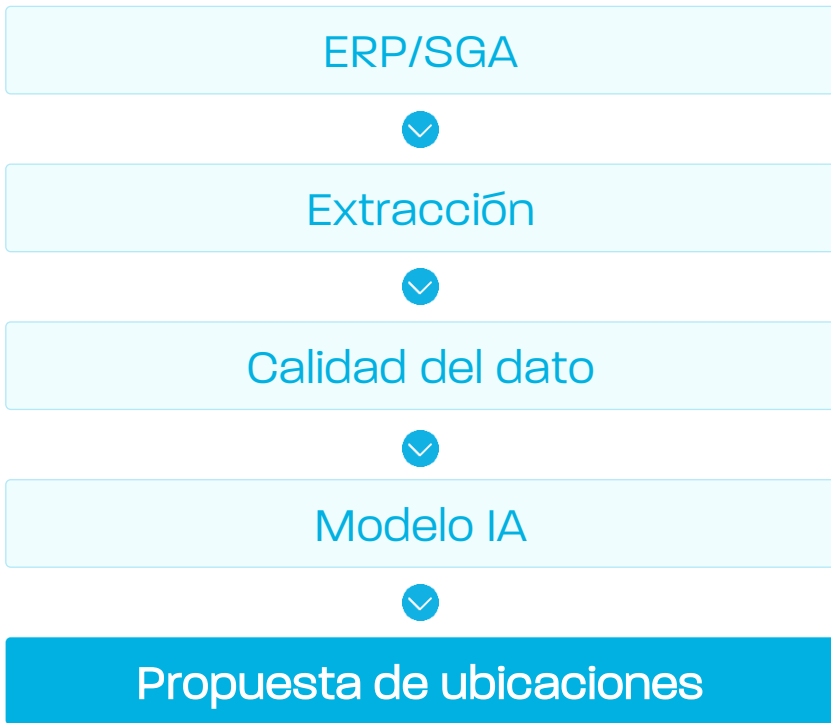 ERP/SGA
Extracción
Calidad del dato
Modelo IA
Propuesta de ubicaciones